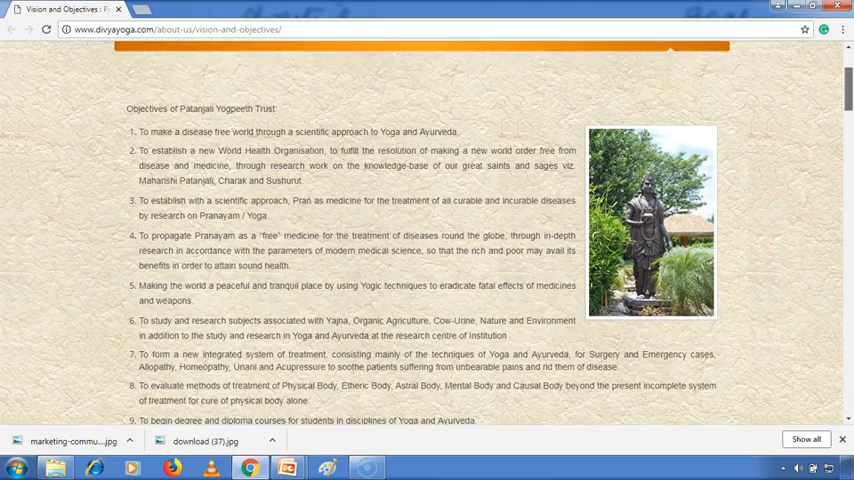 Vision and Objectives : P
www.divyayoga.com/about-us/vision-and-objectives/
Objectives of Patanjali Yogpeeth Trust
1. To make a disease free world through a scientific approach to Yoga and Ayurveda.
2. To establish a new World Health Organisation, to fulfill the resolution of making a new world order free from
disease and medicine, through research work on the knowledge-base of our great saints and sages viz.
Maharishi Patanjali, Charak and Sushurut.
3. To establish with a scientific approach, Pran as medicine for the treatment of all curable and incurable diseases
by research on Pranayam / Yoga.
4. To propagate Pranayam as a “free” medicine for the treatment of diseases round the globe, through in-depth
research in accordance with the parameters of modern medical science, so that the rich and poor may avail its
benefits in order to attain sound health.
5. Making the world a peaceful and tranquil place by using Yogic techniques to eradicate fatal effects of medicines
and weapons.
6. To study and research subjects associated with Yajna, Organic Agriculture, Cow-Urine, Nature and Environment
in addition to the study and research in Yoga and Ayurveda at the research centre of Institution
7. To form a new integrated system of treatment, consisting mainly of the techniques of Yoga and Ayurveda, for Surgery and Emergency cases,
Allopathy, Homeopathy, Unani and Acupressure to soothe patients suffering from unbearable pains and rid them of disease.
8. To evaluate methods of treatment of Physical Body, Etheric Body, Astral Body, Mental Body and Causal Body beyond the present incomplete system
of treatment for cure of physical body alone.
9. To begin degree and diploma courses for students in disciplines of Yoga and Ayurveda.
marketing-commu....jpg
download (37).jpg
Show all